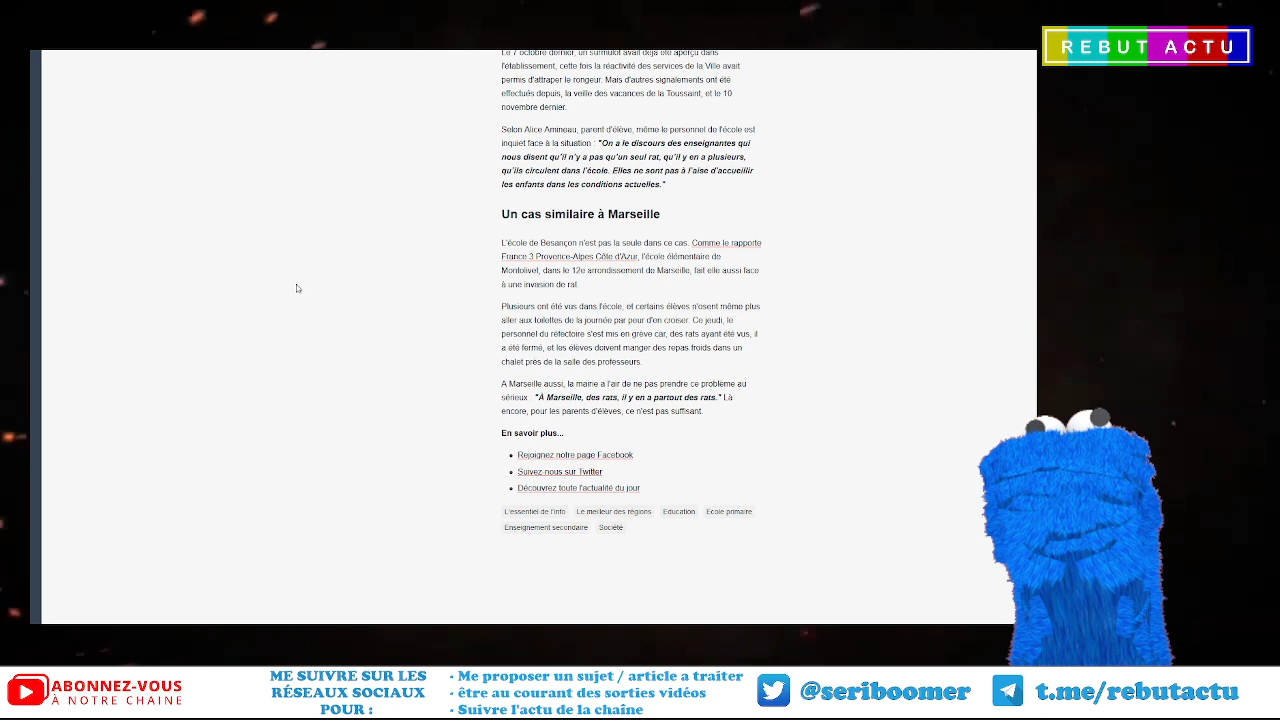 Le 7 octobre dernier, un surmulot avait déjà été aperçu dans
l'établissement, cette fois la réactivité des services de la Ville avait
permis d'attraper le rongeur. Mais d'autres signalements ont été
effectués depuis, la veille des vacances de la Toussaint, et le 10
novembre dernier.
Selon Alice Amineau, parent d'élève, même le personnel de l'école est
inquiet face à la situation : "On a le discours des enseignantes qui
nous disent qu'il n'y a pas qu'un seul rat, qu'il y en a plusieurs,
qu'ils circulent dans l'école. Elles ne sont pas à l'aise d'accueillir
les enfants dans les conditions actuelles."
Un cas similaire à Marseille
L'école de Besançon n'est pas la seule dans ce cas. Comme le rapporte
France 3 Provence-Alpes Côte d'Azur, l'école élémentaire de
Montolivet, dans le 12e arrondissement de Marseille, fait elle aussi face
à une invasion de rat.
Plusieurs ont été vus dans l'école, et certains élèves n'osent même plus
aller aux toilettes de la journée par peur d'en croiser. Ce jeudi, le
personnel du réfectoire s'est mis en grève car, des rats ayant été vus, il
a été fermé, et les élèves doivent manger des repas froids dans un
chalet près de la salle des professeurs.
A Marseille aussi, la mairie a l'air de ne pas prendre ce problème au
sérieux : "À Marseille, des rats, il y en a partout des rats." Là
encore, pour les parents d'élèves, ce n'est pas suffisant.
En savoir plus...
Rejoignez notre page Facebook
Suivez-nous sur Twitter
Découvrez toute l'actualité du jour
L'essentiel de l'info Le meilleur des régions Education Ecole primaire
Enseignement secondaire Société
REBUT ACTU
ABONNEZ-VOUS
À NOTRE CHAINE
ME SUIVRE SUR LES
RÉSEAUX SOCIAUX
POUR :
- Me proposer un sujet / article a traiter
- être au courant des sorties vidéos
- Suivre l'actu de la chaîne
@seriboomer
t.me/rebutactu